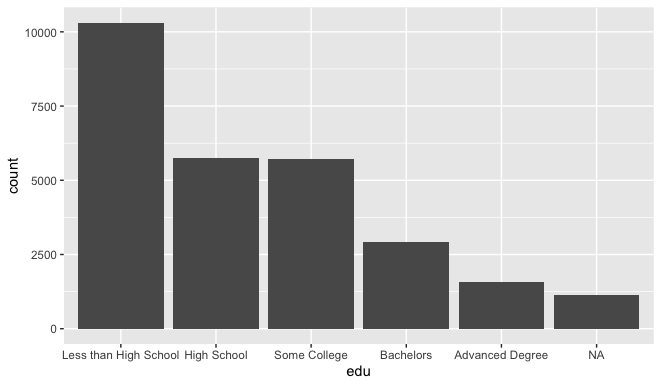 10000
7500
5000
2500
0
count
Less than High School High School Some College Bachelors Advanced Degree NA
edu